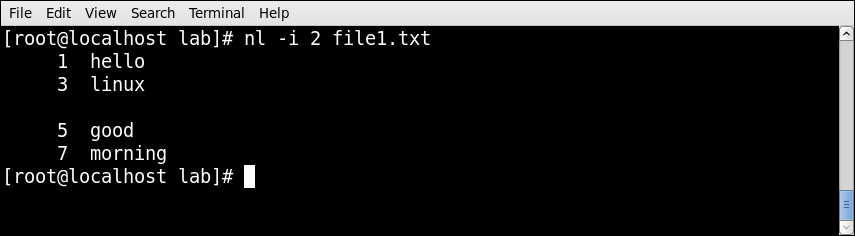 File Edit View Search Terminal Help
[root@localhost lab]# nl -i 2 file1.txt
     1  hello
     3  linux

     5  good
     7  morning
[root@localhost lab]#